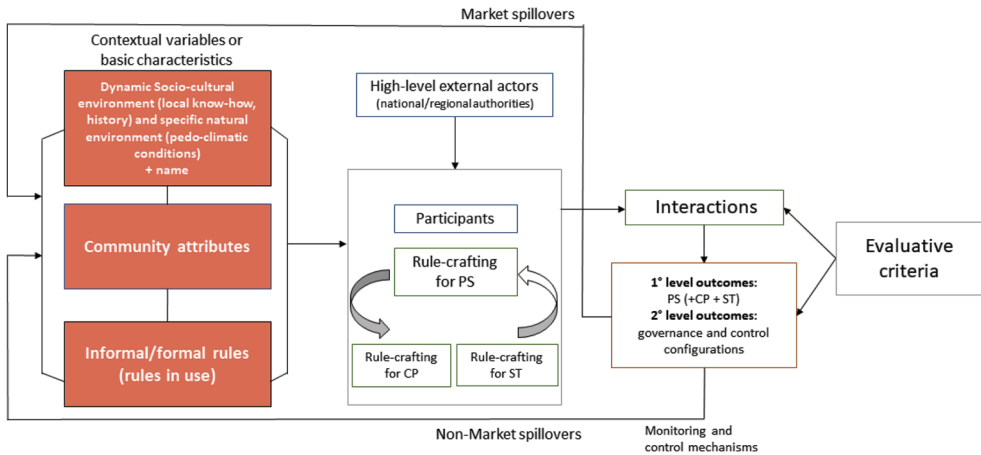 Market spillovers
Contextual variables or
basic characteristics
Dynamic Socio-cultural
environment (local know-how,
history) and specific natural
environment (pedo-climatic
conditions)
+ name
Community attributes
Informal/formal rules
(rules in use)
High-level external actors
(national/regional authorities)
Participants
Rule-crafting
for PS
Rule-crafting
for CP
Rule-crafting
for ST
Interactions
1° level outcomes:
PS (+CP + ST)
2° level outcomes:
governance and control
configurations
Evaluative
criteria
Non-Market spillovers
Monitoring and
control mechanisms